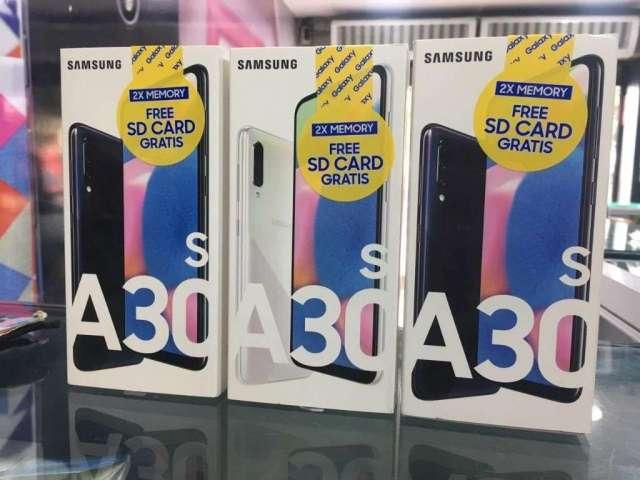 SAMSUNG
Galaxy
2X MEMORY
FREE
SD CARD
GRATIS
A30s
SAMSUNG
Galaxy
2X MEMORY
FREE
SD CARD
GRATIS
A30s
SAMSUNG
Galaxy
2X MEMORY
FREE
SD CARD
GRATIS
A30s